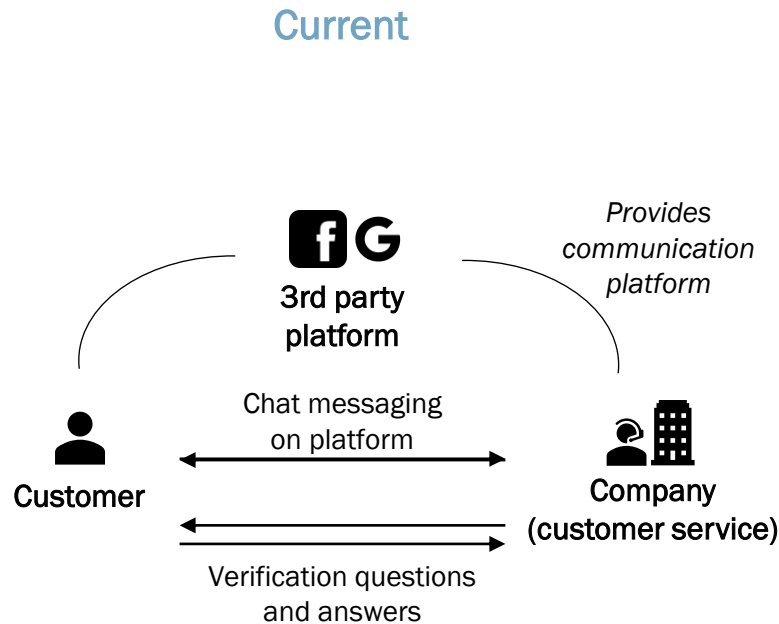 Current
Provides
communication
platform
3rd party
platform
Chat messaging
on platform
Customer
Company
(customer service)
Verification questions
and answers